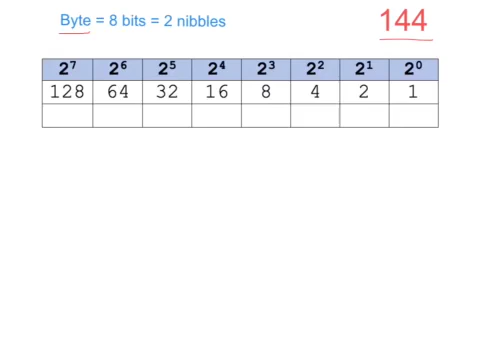 Byte = 8 bits = 2 nibbles
144
2⁷ 2⁶ 2⁵ 2⁴ 2³ 2² 2¹ 2⁰
128 64 32 16 8 4 2 1